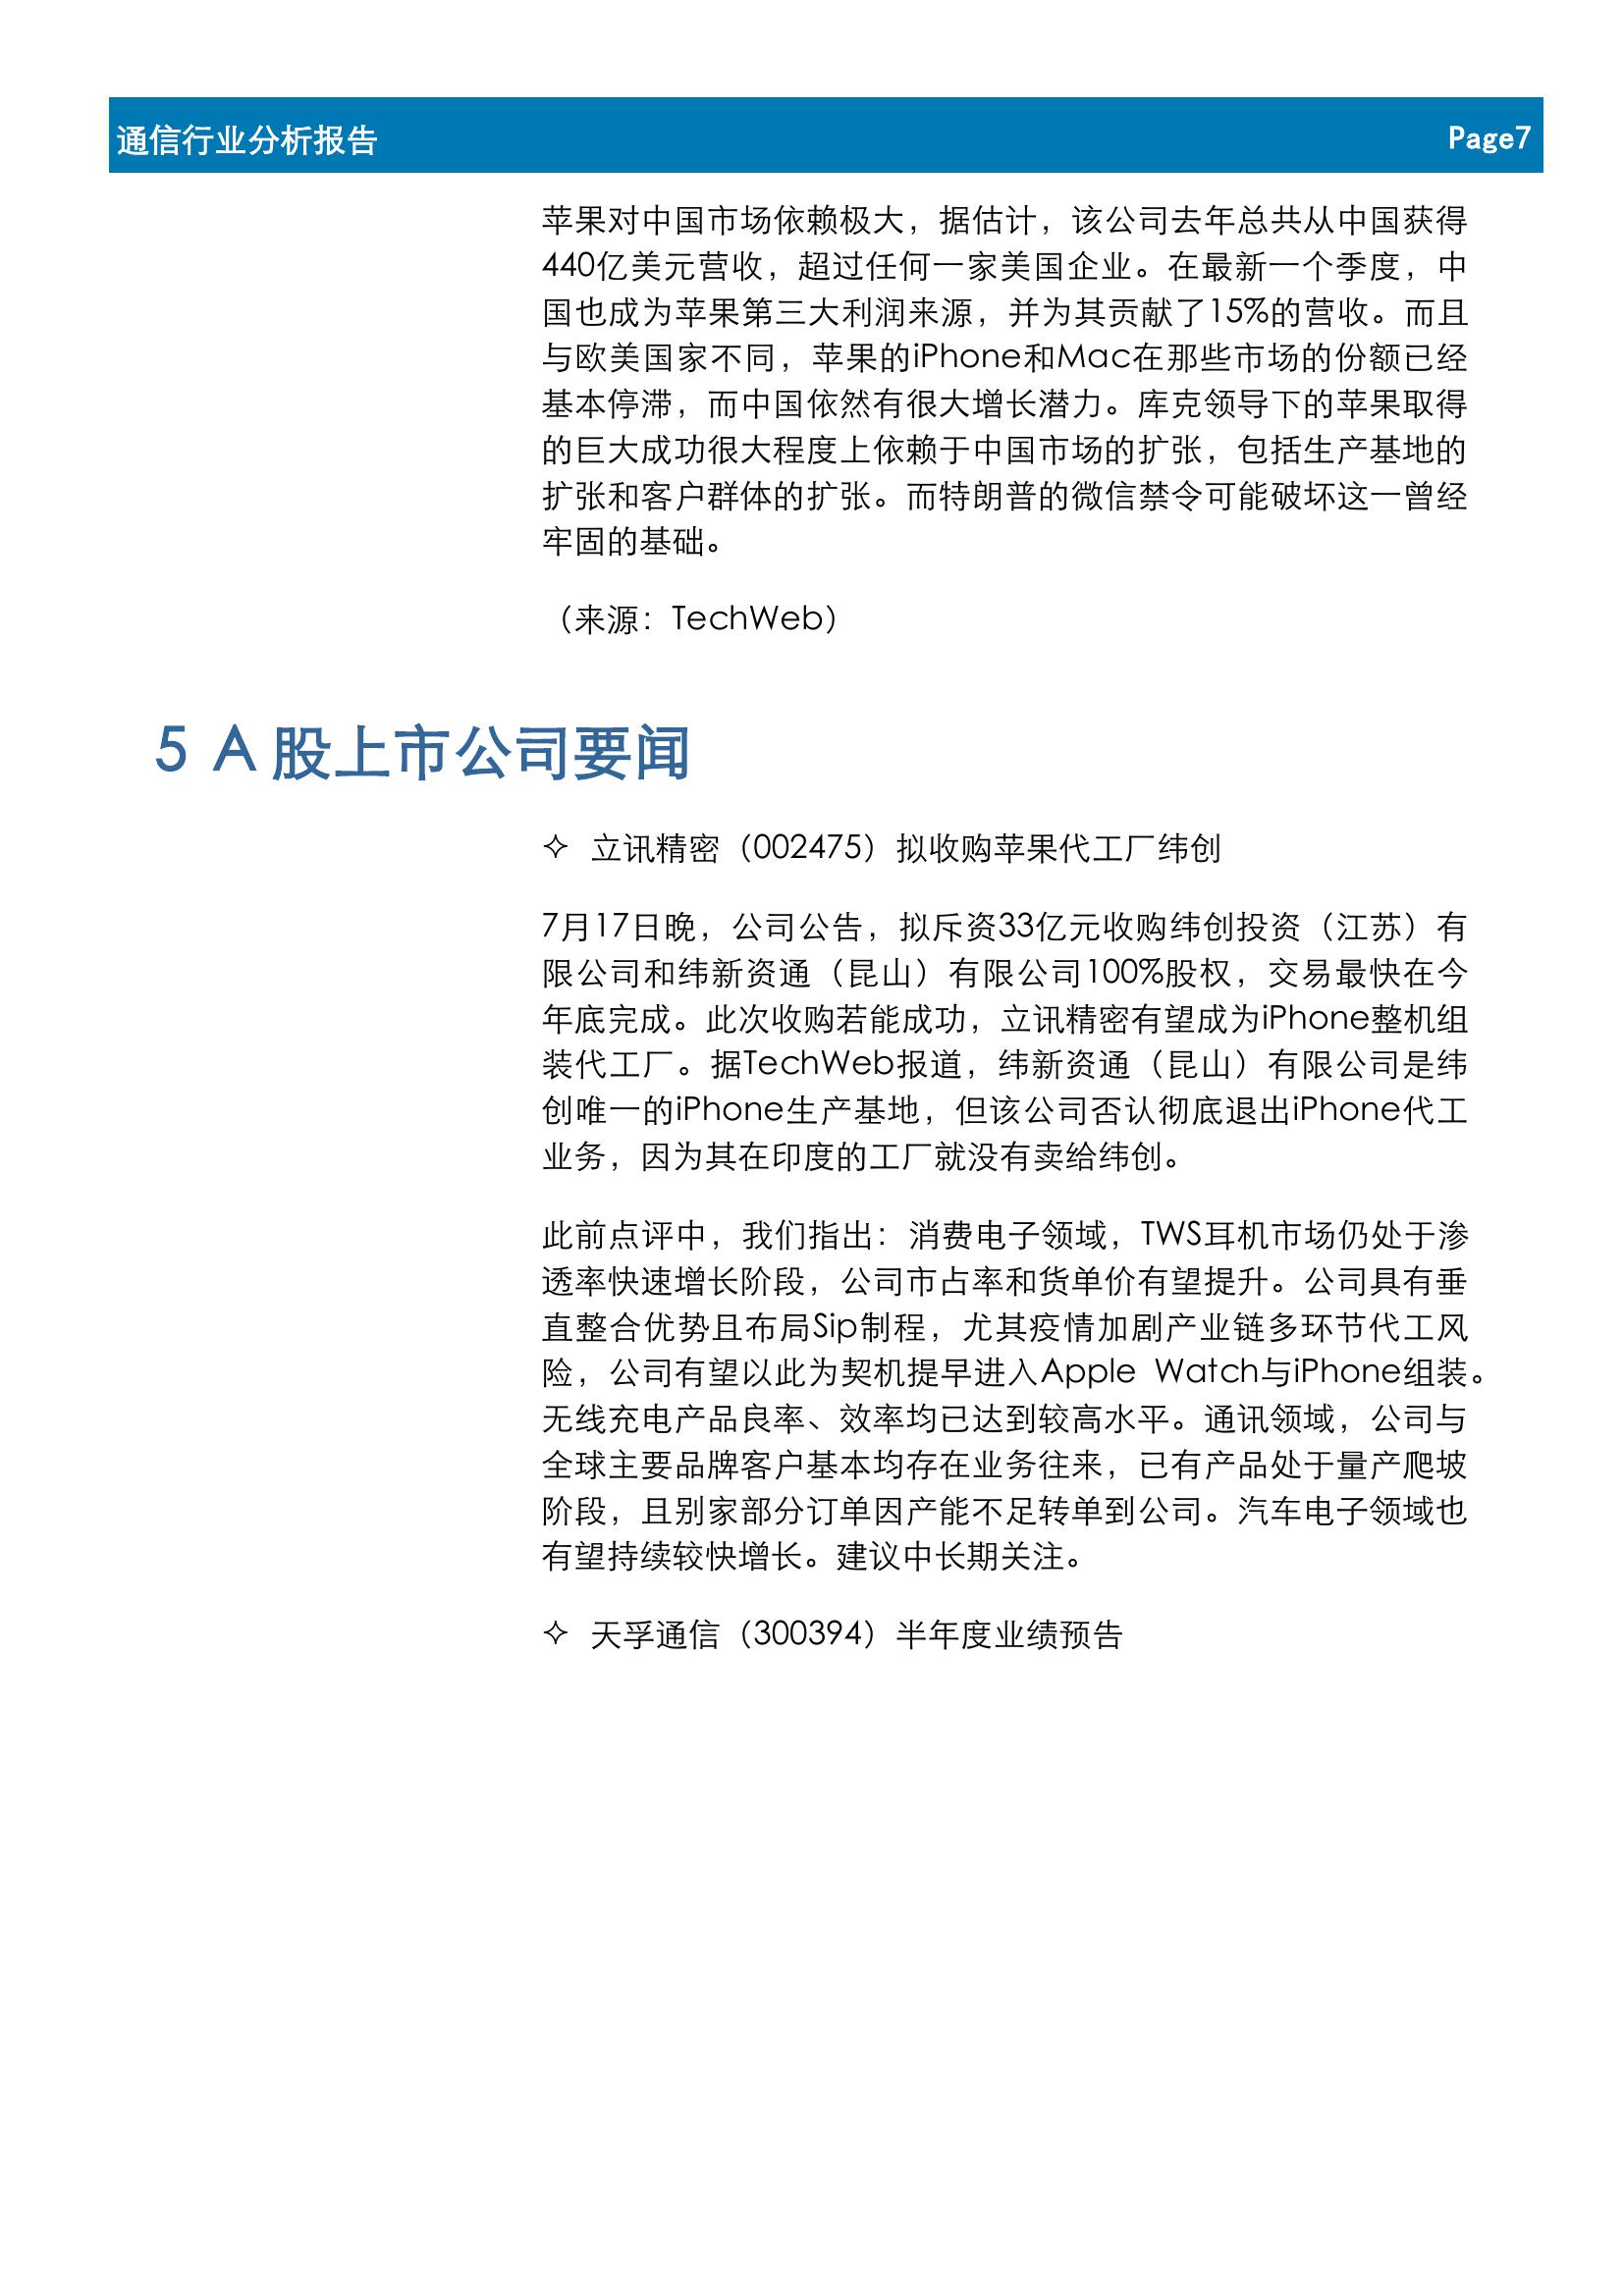 通信行业分析报告 Page7
苹果对中国市场依赖极大，据估计，该公司去年总共从中国获得
440亿美元营收，超过任何一家美国企业。在最新一个季度，中
国也成为苹果第三大利润来源，并为其贡献了15%的营收。而且
与欧美国家不同，苹果的iPhone和Mac在那些市场的份额已经
基本停滞，而中国依然有很大增长潜力。库克领导下的苹果取得
的巨大成功很大程度上依赖于中国市场的扩张，包括生产基地的
扩张和客户群体的扩张。而特朗普的微信禁令可能破坏这一曾经
牢固的基础。
（来源：TechWeb）
5 A 股上市公司要闻
✧ 立讯精密（002475）拟收购苹果代工厂纬创
7月17日晚，公司公告，拟斥资33亿元收购纬创投资（江苏）有
限公司和纬新资通（昆山）有限公司100%股权，交易最快在今
年底完成。此次收购若能成功，立讯精密有望成为iPhone整机组
装代工厂。据TechWeb报道，纬新资通（昆山）有限公司是纬
创唯一的iPhone生产基地，但该公司否认彻底退出iPhone代工
业务，因为其在印度的工厂就没有卖给纬创。
此前点评中，我们指出：消费电子领域，TWS耳机市场仍处于渗
透率快速增长阶段，公司市占率和货单价有望提升。公司具有垂
直整合优势且布局Sip制程，尤其疫情加剧产业链多环节代工风
险，公司有望以此为契机提早进入Apple Watch与iPhone组装。
无线充电产品良率、效率均已达到较高水平。通讯领域，公司与
全球主要品牌客户基本均存在业务往来，已有产品处于量产爬坡
阶段，且别家部分订单因产能不足转单到公司。汽车电子领域也
有望持续较快增长。建议中长期关注。
✧ 天孚通信（300394）半年度业绩预告